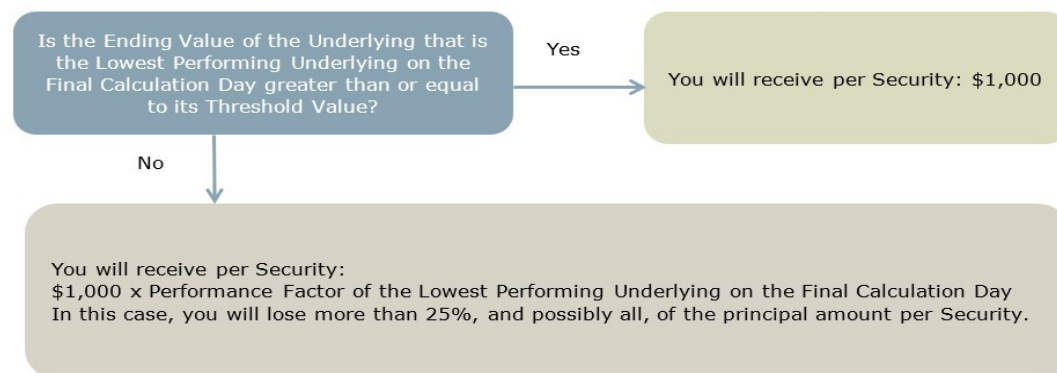 Is the Ending Value of the Underlying that is
the Lowest Performing Underlying on the
Final Calculation Day greater than or equal
to its Threshold Value?
Yes
You will receive per Security: $1,000
No
You will receive per Security:
$1,000 x Performance Factor of the Lowest Performing Underlying on the Final Calculation Day
In this case, you will lose more than 25%, and possibly all, of the principal amount per Security.